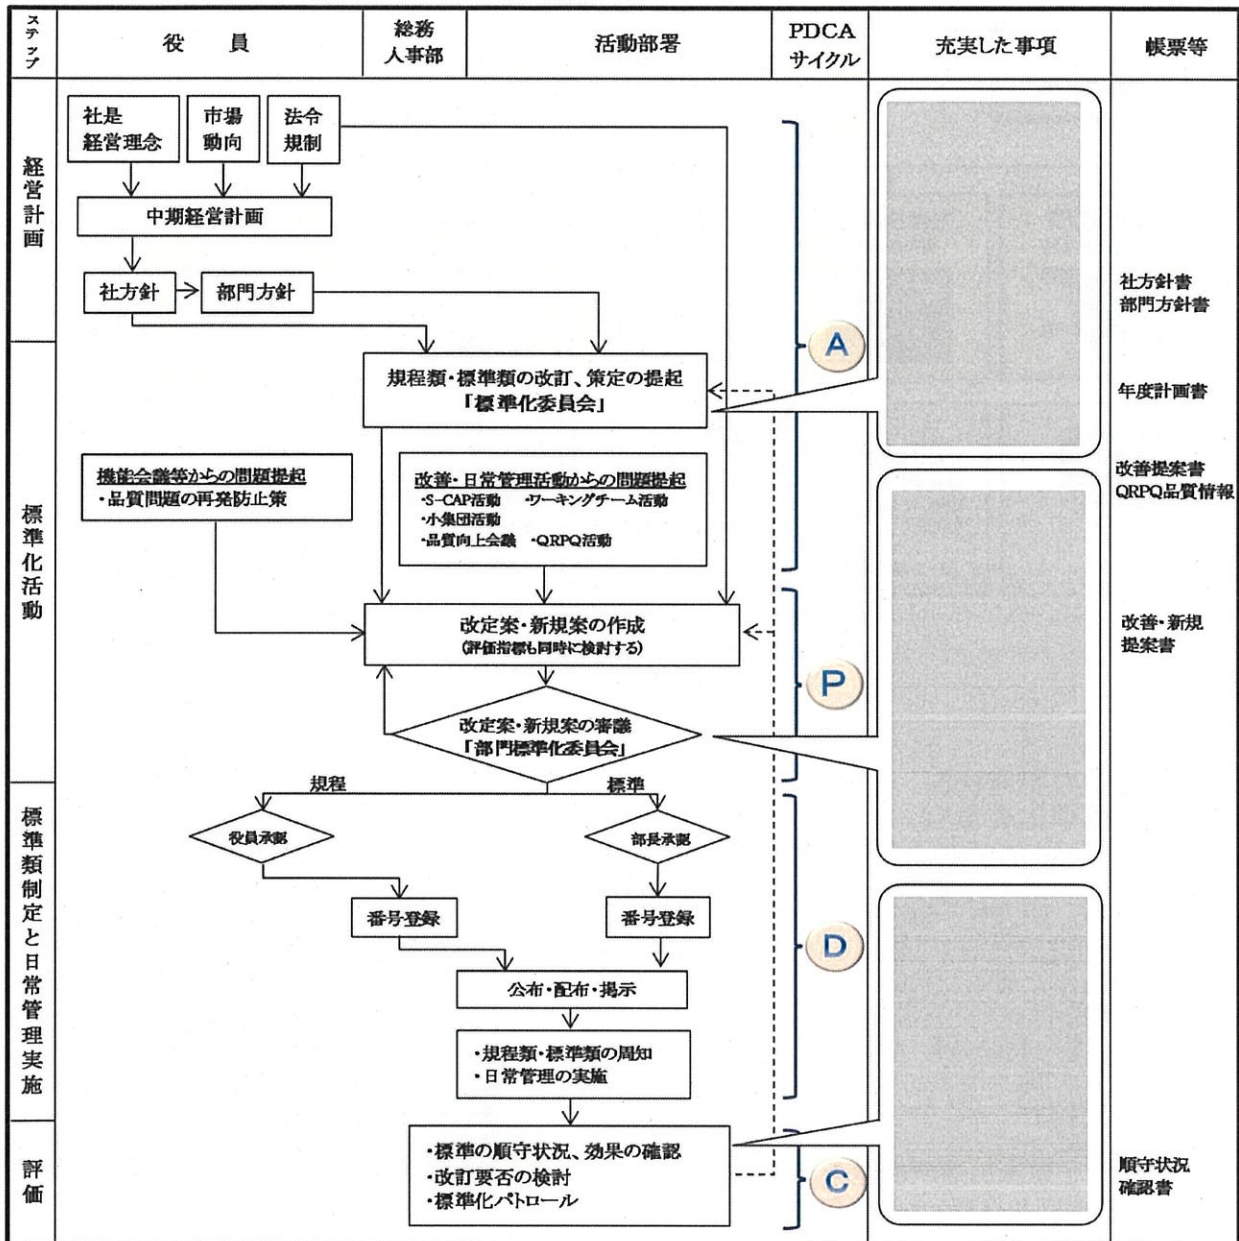 ステップ
役　員
総務
人事部
活動部署
PDCA
サイクル
充実した事項
帳票等
経営計画
社是
経営理念
市場
動向
法令
規制
中期経営計画
社方針
部門方針
社方針書
部門方針書
A
標準化活動
規程類・標準類の改訂、策定の提起
「標準化委員会」
年度計画書
機能会議等からの問題提起
・品質問題の再発防止策
改善・日常管理活動からの問題提起
・S-CAP活動　・ワーキングチーム活動
・小集団活動
・品質向上会議　・QRPQ活動
改善提案書
QRPQ品質情報
改定案・新規案の作成
(評価指標も同時に検討する)
改善・新規
提案書
P
改定案・新規案の審議
「部門標準化委員会」
標準類制定と日常管理実施
規程
標準
役員承認
部長承認
番号登録
番号登録
D
公布・配布・掲示
・規程類・標準類の周知
・日常管理の実施
評価
・標準の順守状況、効果の確認
・改訂要否の検討
・標準化パトロール
C
順守状況
確認書